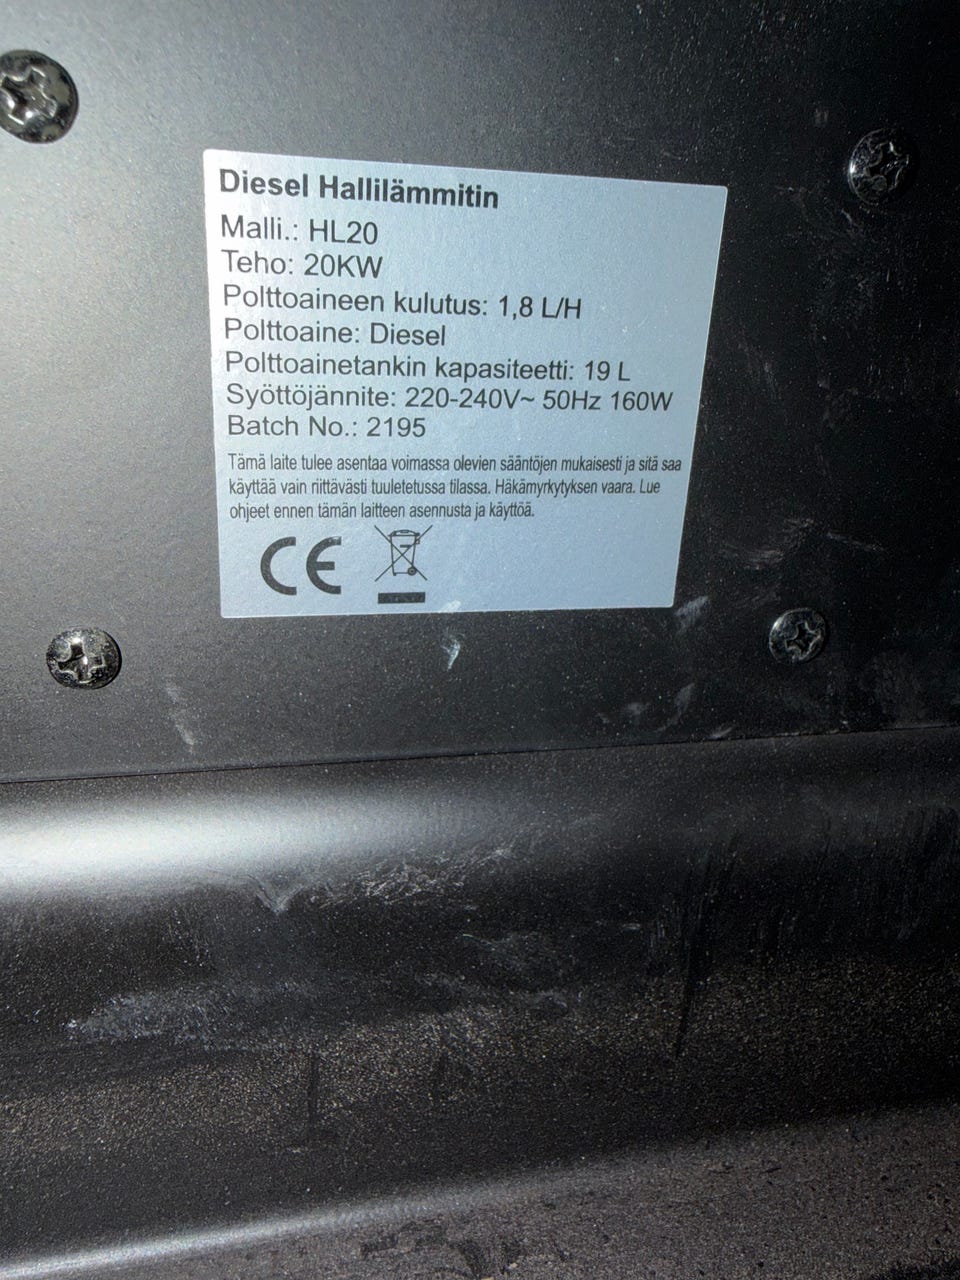 Diesel Hallilämmitin
Malli.: HL20
Teho: 20KW
Polttoaineen kulutus: 1,8 L/H
Polttoaine: Diesel
Polttoainetankin kapasiteetti: 19 L
Syöttöjännite: 220-240V~ 50Hz 160W
Batch No.: 2195
Tämä laite tulee asentaa voimassa olevien sääntöjen mukaisesti ja sitä saa
käyttää vain riittävästi tuuletetussa tilassa. Häkämyrkytyksen vaara. Lue
ohjeet ennen tämän laitteen asennusta ja käyttöä.
CE